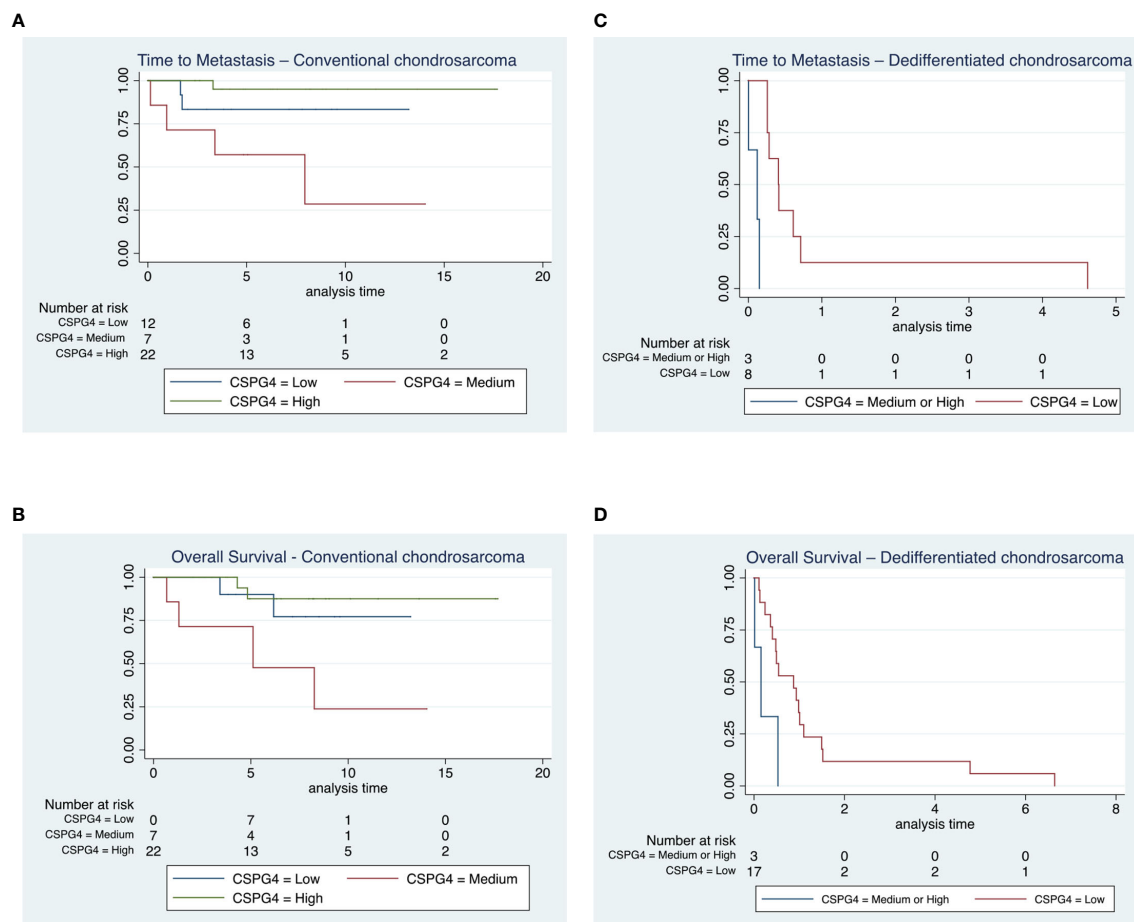 A
Time to Metastasis – Conventional chondrosarcoma
1.00
0.75
0.50
0.25
0.00
0 5 10 15 20
analysis time
Number at risk
CSPG4 = Low 12 6 1 0
CSPG4 = Medium 7 3 1 0
CSPG4 = High 22 13 5 2
CSPG4 = Low CSPG4 = Medium
CSPG4 = High
C
Time to Metastasis – Dedifferentiated chondrosarcoma
1.00
0.75
0.50
0.25
0.00
0 1 2 3 4 5
analysis time
Number at risk
CSPG4 = Medium or High 3 0 0 0 0
CSPG4 = Low 8 1 1 1 1
CSPG4 = Medium or High CSPG4 = Low
B
Overall Survival - Conventional chondrosarcoma
1.00
0.75
0.50
0.25
0.00
0 5 10 15 20
analysis time
Number at risk
CSPG4 = Low 0 7 1 0
CSPG4 = Medium 7 4 1 0
CSPG4 = High 22 13 5 2
CSPG4 = Low CSPG4 = Medium
CSPG4 = High
D
Overall Survival – Dedifferentiated chondrosarcoma
1.00
0.75
0.50
0.25
0.00
0 2 4 6 8
analysis time
Number at risk
CSPG4 = Medium or High 3 0 0 0
CSPG4 = Low 17 2 2 1
CSPG4 = Medium or High CSPG4 = Low